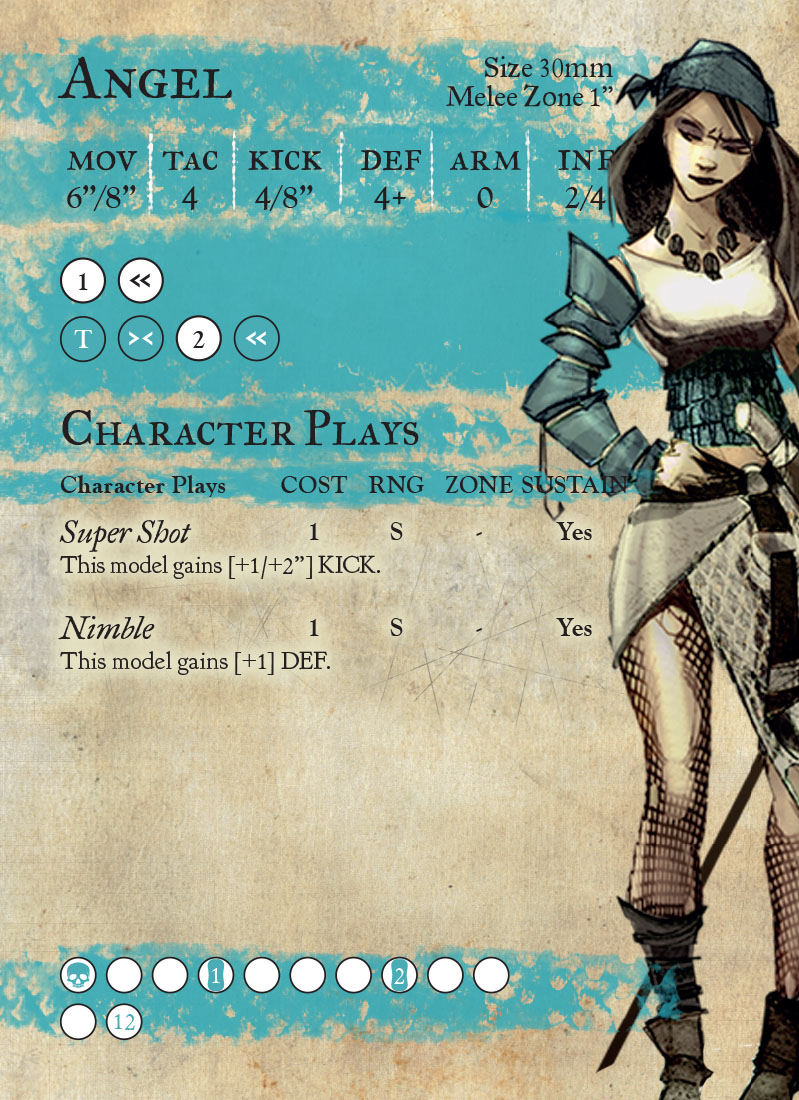 Angel
Size 30mm
Melee Zone 1”
MOV TAC KICK DEF ARM INF
6”/8” 4 4/8” 4+ 0 2/4
1 «
T >< 2 «
Character Plays
Character Plays COST RNG ZONE SUSTAIN
Super Shot 1 S - Yes
This model gains [+1/+2”] KICK.
Nimble 1 S - Yes
This model gains [+1] DEF.
1 2
12